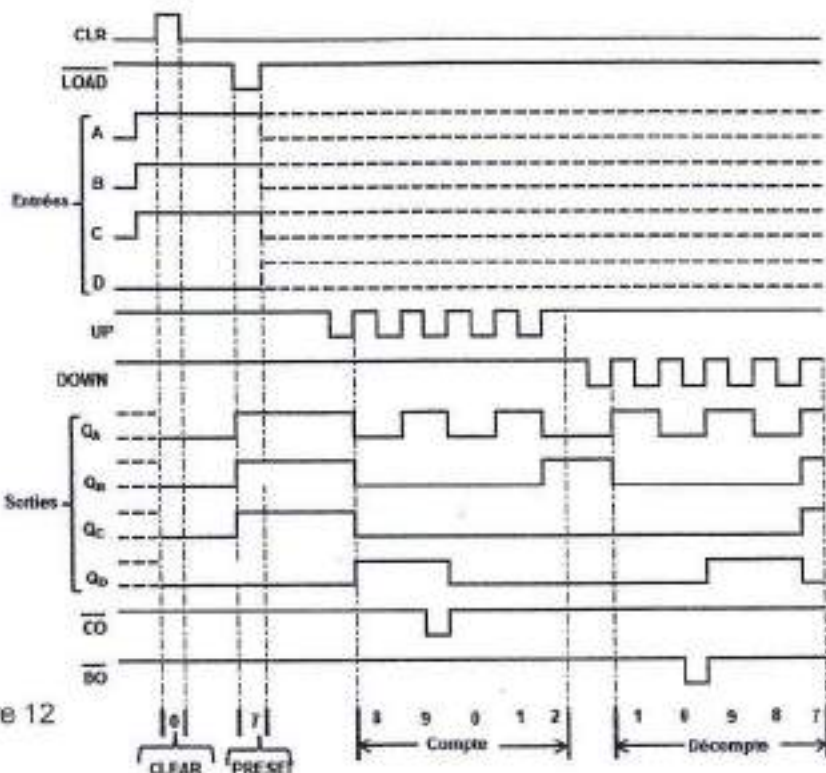 CLR
LOAD
A
B
Entrées
C
D
UP
DOWN
QA
QB
Sorties
QC
QD
CO
BO
e 12
0 7 8 9 0 1 2 1 0 9 8 7
Compte Décompte
CLEAR PRESET